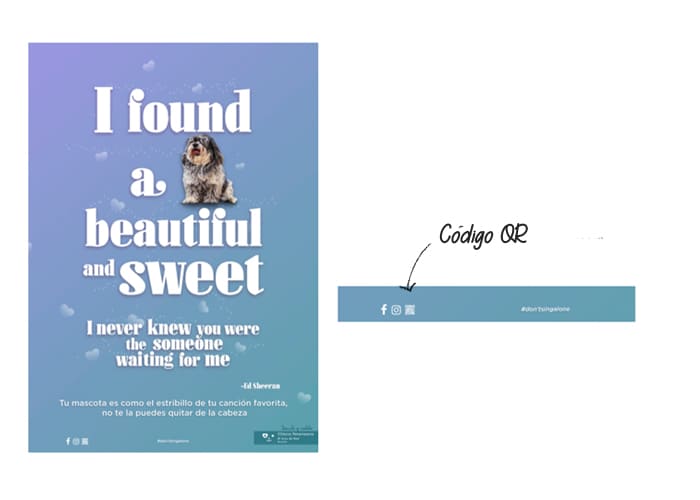 I found
a
beautiful
and sweet
I never knew you were
the someone
waiting for me
-Ed Sheeran
Tu mascota es como el estribillo de tu canción favorita,
no te la puedes quitar de la cabeza
#don'tsingalone
Código QR
#don'tsingalone